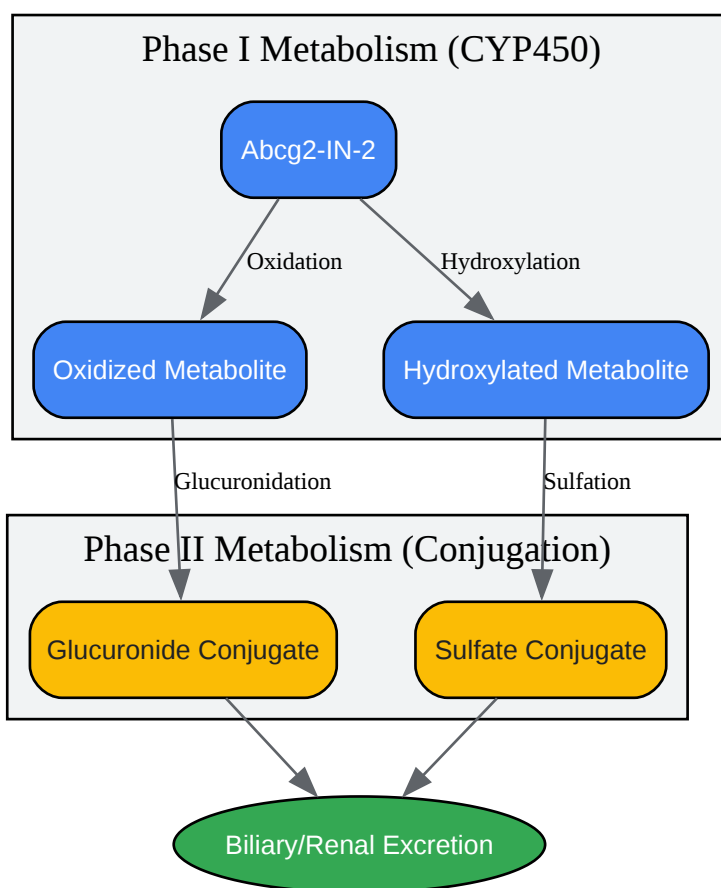 Phase I Metabolism (CYP450)
Abcg2-IN-2
Oxidation
Hydroxylation
Oxidized Metabolite
Hydroxylated Metabolite
Glucuronidation
Sulfation
Phase II Metabolism (Conjugation)
Glucuronide Conjugate
Sulfate Conjugate
Biliary/Renal Excretion